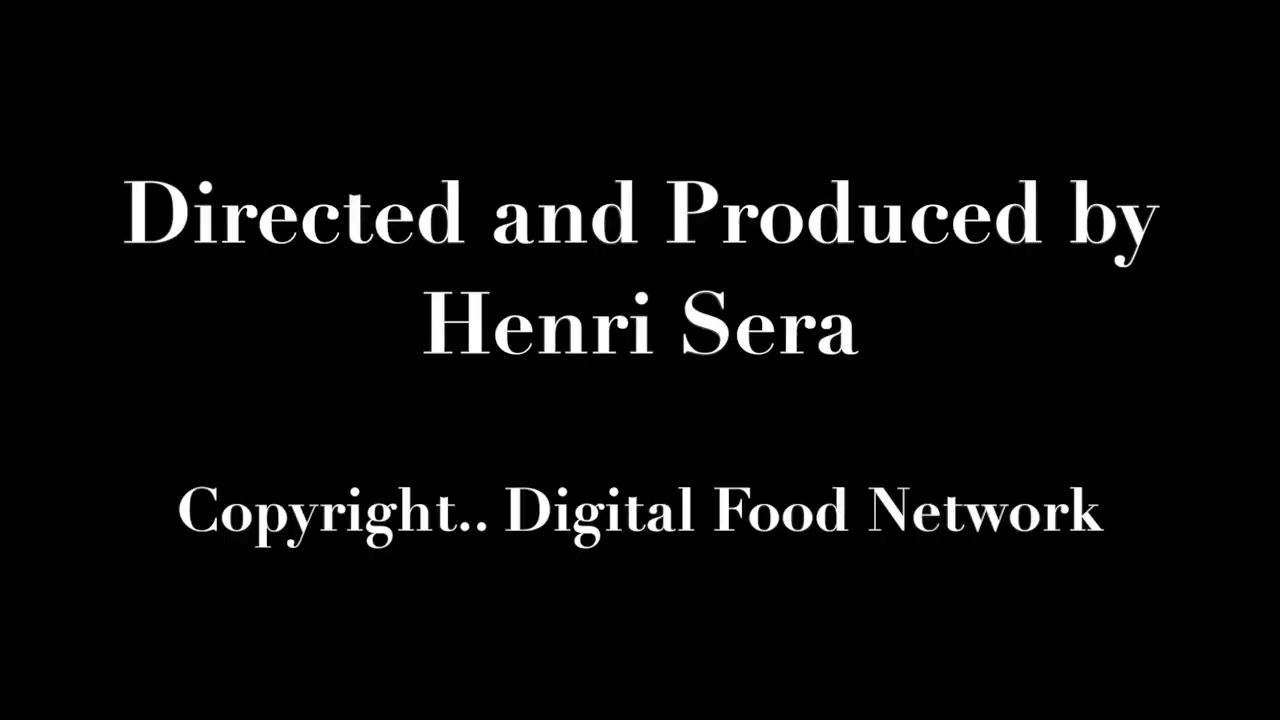 Directed and Produced by
Henri Sera
Copyright.. Digital Food Network